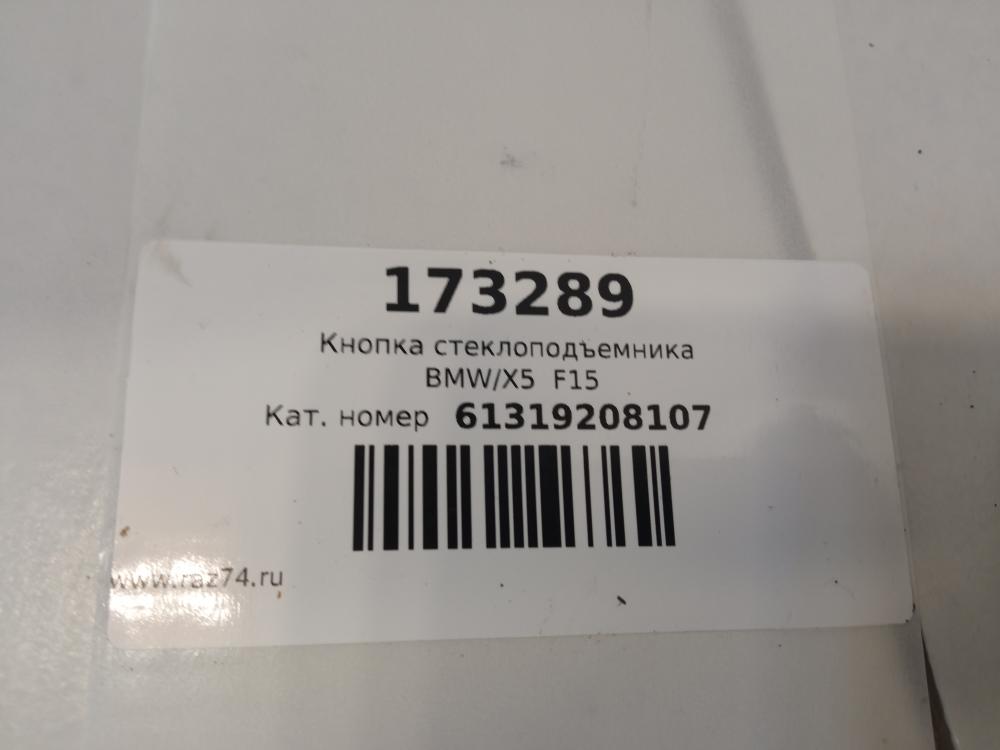 173289
Кнопка стеклоподъемника
BMW/X5 F15
Кат. номер 61319208107
www.raz74.ru